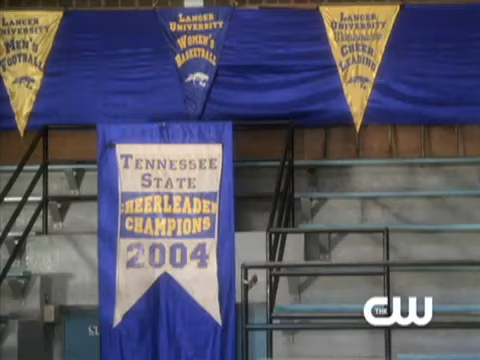 LANCER
UNIVERSITY
MEN'S
FOOTBALL
LANCER
UNIVERSITY
WOMEN'S
BASKETBALL
LANCER
UNIVERSITY
CHEER
LEADING
TENNESSEE
STATE
CHEERLEADER
CHAMPIONS
2004
THE CW